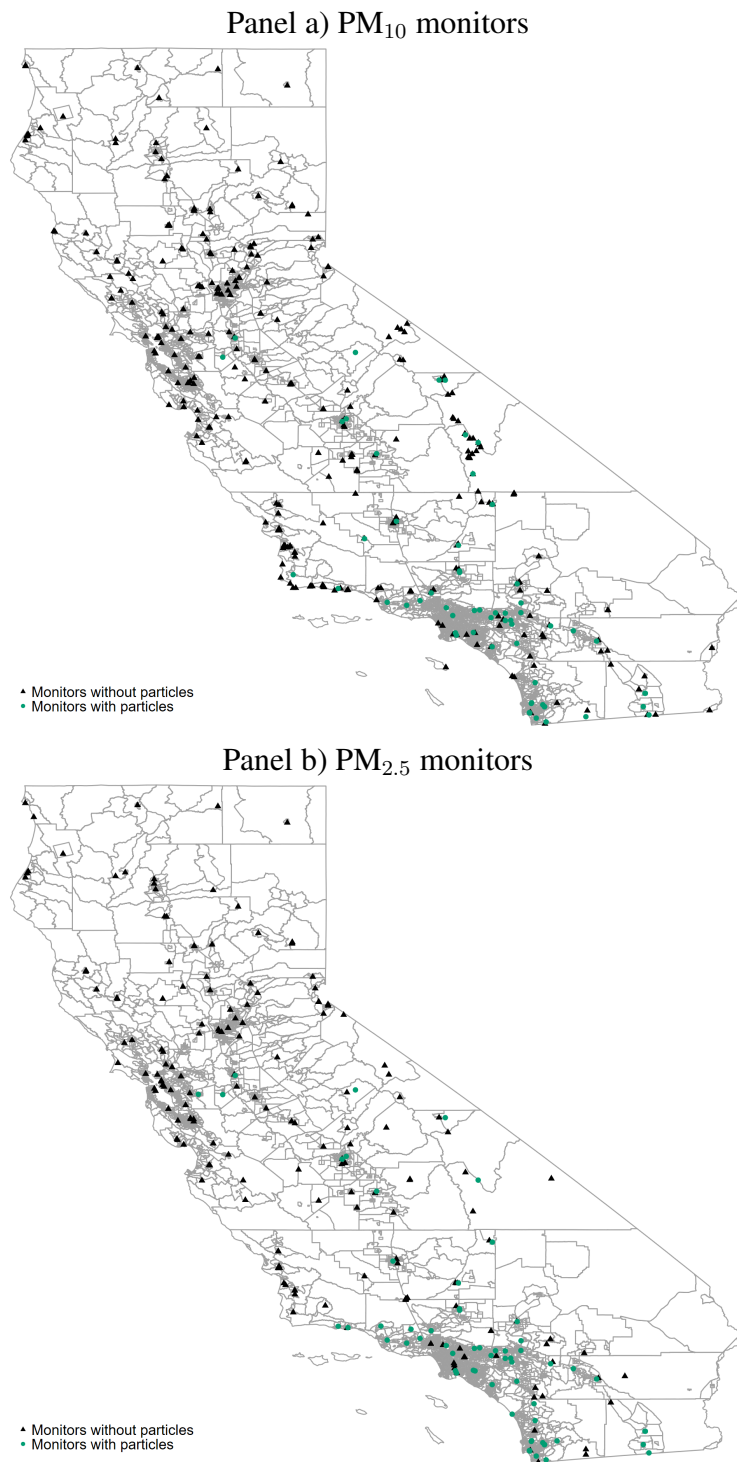 Panel a) PM₁₀ monitors
Monitors without particles
Monitors with particles
Panel b) PM₂.₅ monitors
Monitors without particles
Monitors with particles